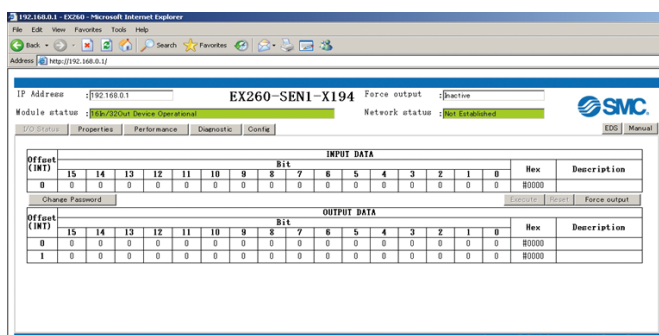 192.168.0.1 - EX260 - Microsoft Internet Explorer
File Edit View Favorites Tools Help
Back Search Favorites
Address http://192.168.0.1/
IP Address :192.168.0.1 EX260-SEN1-X194 Force output :Inactive
Module status :16In/32Out Device Operational Network status :Not Established
SMC.
I/O Status Properties Performance Diagnostic Config EDS Manual
Offset (INT) INPUT DATA
Bit Hex Description
15 14 13 12 11 10 9 8 7 6 5 4 3 2 1 0
0 0 0 0 0 0 0 0 0 0 0 0 0 0 0 0 0 #0000
Change Password Execute Reset Force output
Offset (INT) OUTPUT DATA
Bit Hex Description
15 14 13 12 11 10 9 8 7 6 5 4 3 2 1 0
0 0 0 0 0 0 0 0 0 0 0 0 0 0 0 0 0 #0000
1 0 0 0 0 0 0 0 0 0 0 0 0 0 0 0 0 #0000